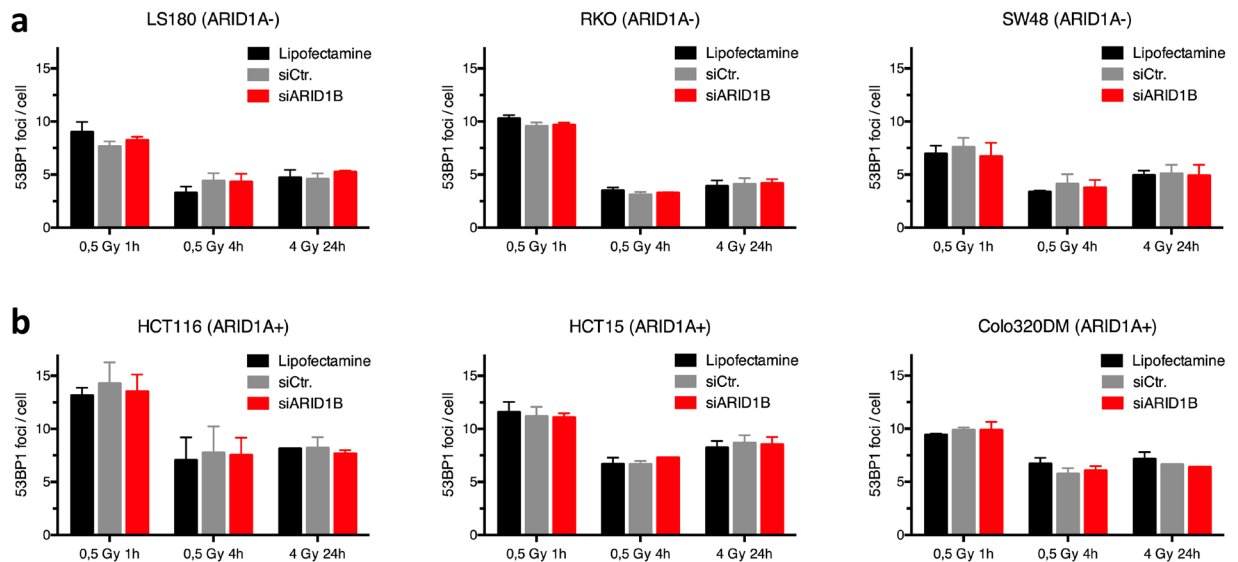 a
LS180 (ARID1A-)
53BP1 foci / cell
15
10
5
0
Lipofectamine
siCtr.
siARID1B
0,5 Gy 1h
0,5 Gy 4h
4 Gy 24h
RKO (ARID1A-)
53BP1 foci / cell
15
10
5
0
Lipofectamine
siCtr.
siARID1B
0,5 Gy 1h
0,5 Gy 4h
4 Gy 24h
SW48 (ARID1A-)
53BP1 foci / cell
15
10
5
0
Lipofectamine
siCtr.
siARID1B
0,5 Gy 1h
0,5 Gy 4h
4 Gy 24h
b
HCT116 (ARID1A+)
53BP1 foci / cell
15
10
5
0
Lipofectamine
siCtr.
siARID1B
0,5 Gy 1h
0,5 Gy 4h
4 Gy 24h
HCT15 (ARID1A+)
53BP1 foci / cell
15
10
5
0
Lipofectamine
siCtr.
siARID1B
0,5 Gy 1h
0,5 Gy 4h
4 Gy 24h
Colo320DM (ARID1A+)
53BP1 foci / cell
15
10
5
0
Lipofectamine
siCtr.
siARID1B
0,5 Gy 1h
0,5 Gy 4h
4 Gy 24h